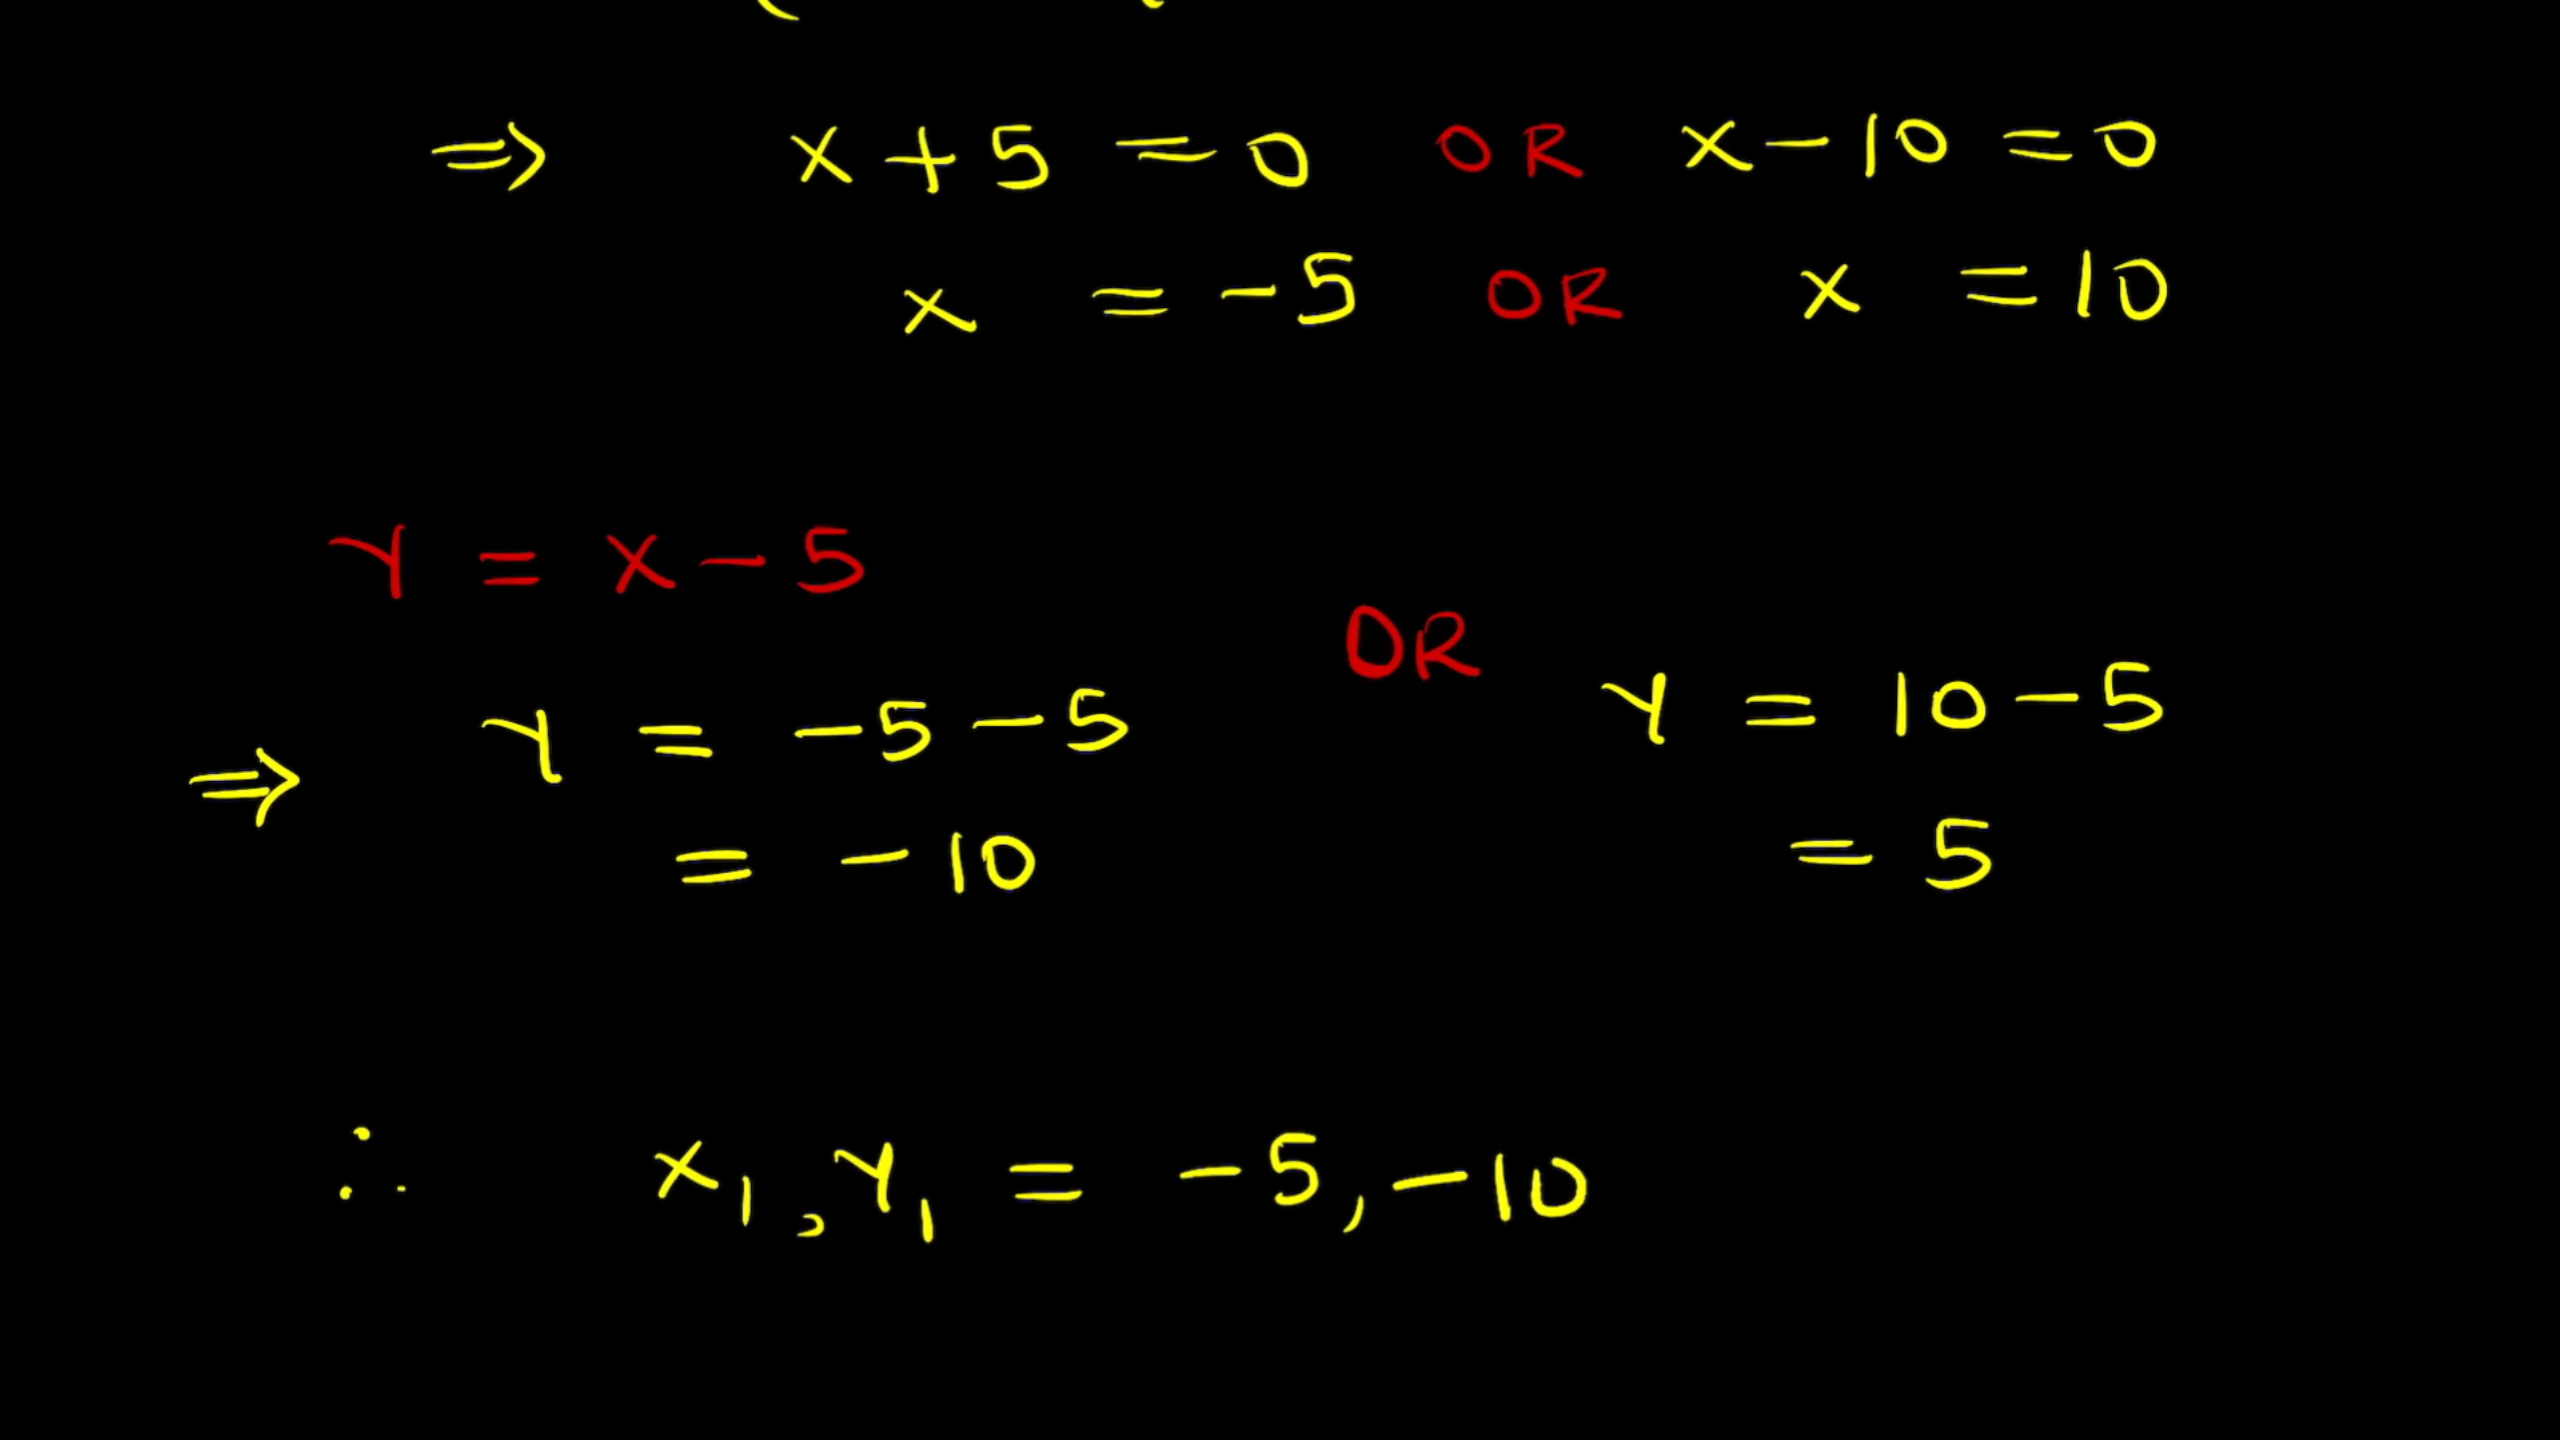 ⇒ x + 5 = 0 OR x - 10 = 0
x = -5 OR x = 10
Y = X - 5
OR
⇒ Y = -5 - 5 Y = 10 - 5
= -10 = 5
∴ X₁, Y₁ = -5, -10